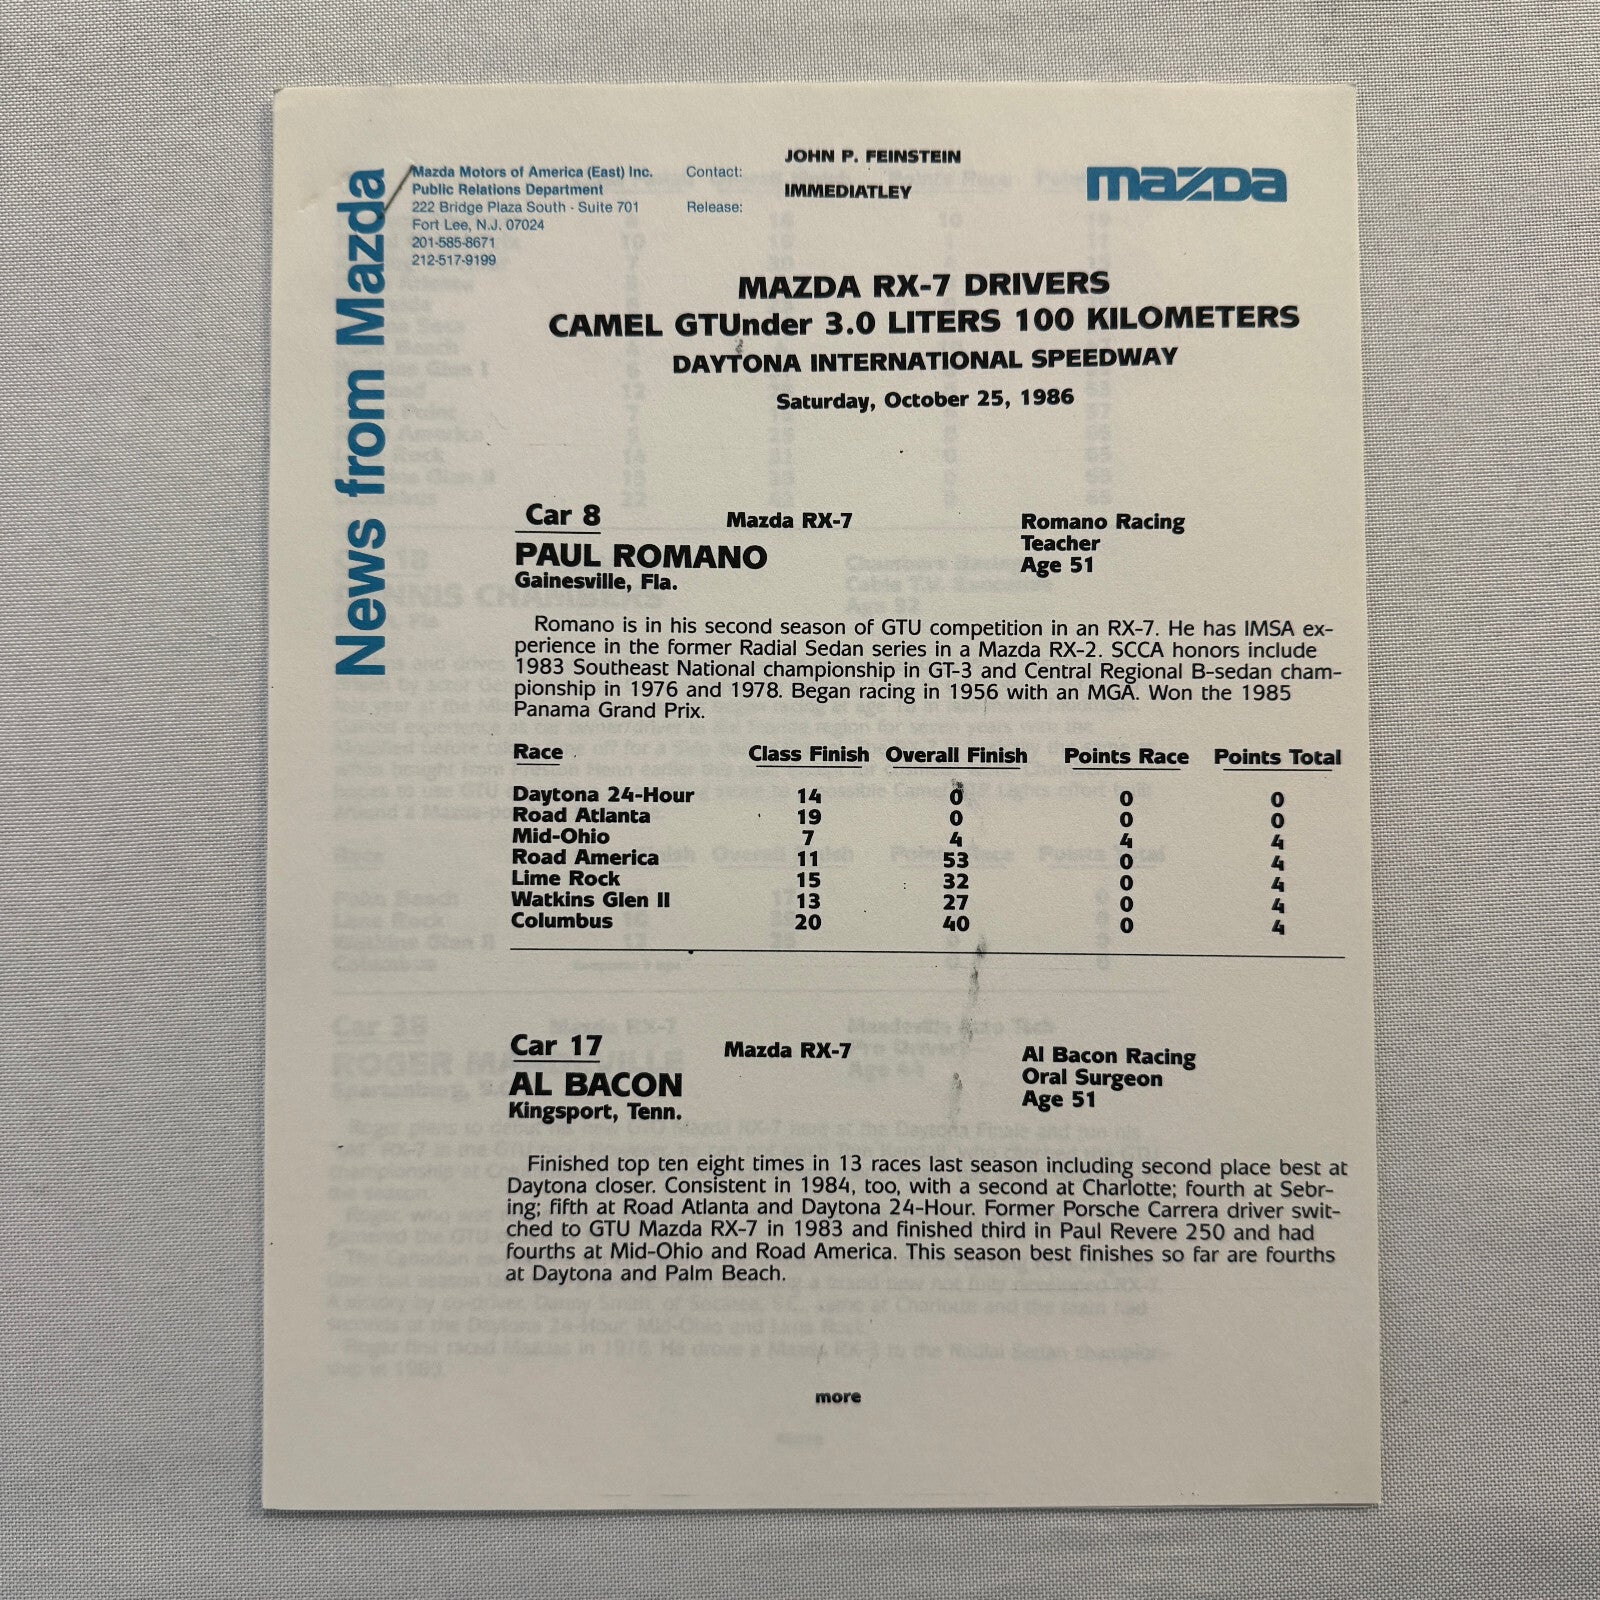 News from Mazda
Mazda Motors of America (East) Inc.
Public Relations Department
222 Bridge Plaza South - Suite 701
Fort Lee, N.J. 07024
201-585-8671
212-517-9199
Contact: JOHN P. FEINSTEIN
Release: IMMEDIATLEY
mazda
MAZDA RX-7 DRIVERS
CAMEL GTUnder 3.0 LITERS 100 KILOMETERS
DAYTONA INTERNATIONAL SPEEDWAY
Saturday, October 25, 1986
Car 8 Mazda RX-7 Romano Racing
PAUL ROMANO Teacher
Gainesville, Fla. Age 51
Romano is in his second season of GTU competition in an RX-7. He has IMSA ex-
perience in the former Radial Sedan series in a Mazda RX-2. SCCA honors include
1983 Southeast National championship in GT-3 and Central Regional B-sedan cham-
pionship in 1976 and 1978. Began racing in 1956 with an MGA. Won the 1985
Panama Grand Prix.
Race Class Finish Overall Finish Points Race Points Total
Daytona 24-Hour 14 0 0 0
Road Atlanta 19 0 0 0
Mid-Ohio 7 4 4 4
Road America 11 53 0 4
Lime Rock 15 32 0 4
Watkins Glen II 13 27 0 4
Columbus 20 40 0 4
Car 17 Mazda RX-7 Al Bacon Racing
AL BACON Oral Surgeon
Kingsport, Tenn. Age 51
Finished top ten eight times in 13 races last season including second place best at
Daytona closer. Consistent in 1984, too, with a second at Charlotte; fourth at Sebr-
ing; fifth at Road Atlanta and Daytona 24-Hour. Former Porsche Carrera driver swit-
ched to GTU Mazda RX-7 in 1983 and finished third in Paul Revere 250 and had
fourths at Mid-Ohio and Road America. This season best finishes so far are fourths
at Daytona and Palm Beach.
more